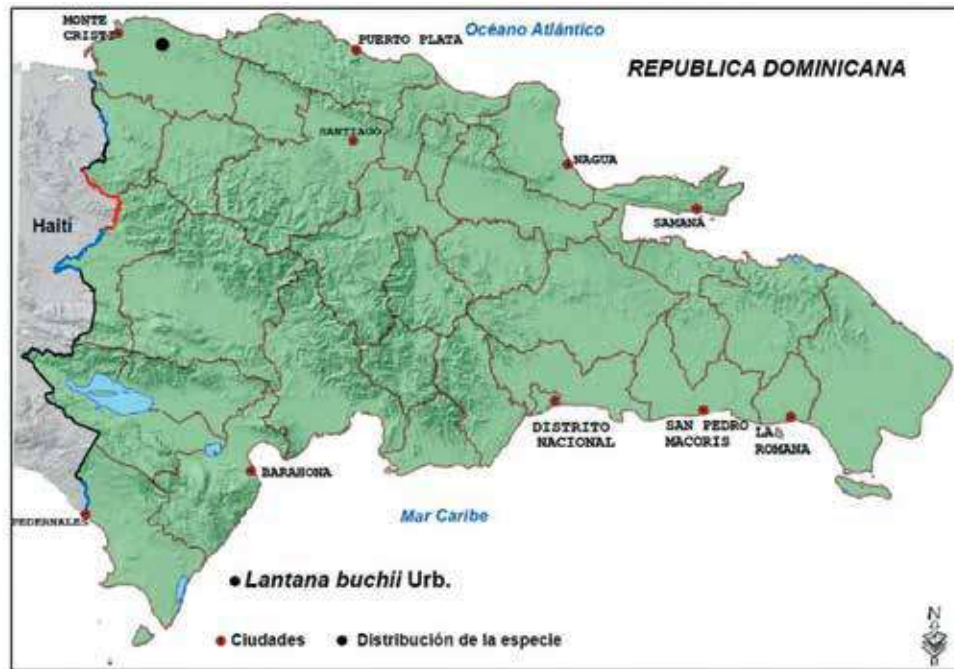 MONTE
CRISTI
PUERTO PLATA
Océano Atlántico
REPUBLICA DOMINICANA
SANTIAGO
NAGUA
SAMANÁ
Haití
DISTRITO
NACIONAL
SAN PEDRO
MACORIS
LA
ROMANA
BARAHONA
PEDERNALES
Mar Caribe
● Lantana buchii Urb.
● Ciudades ● Distribución de la especie
N